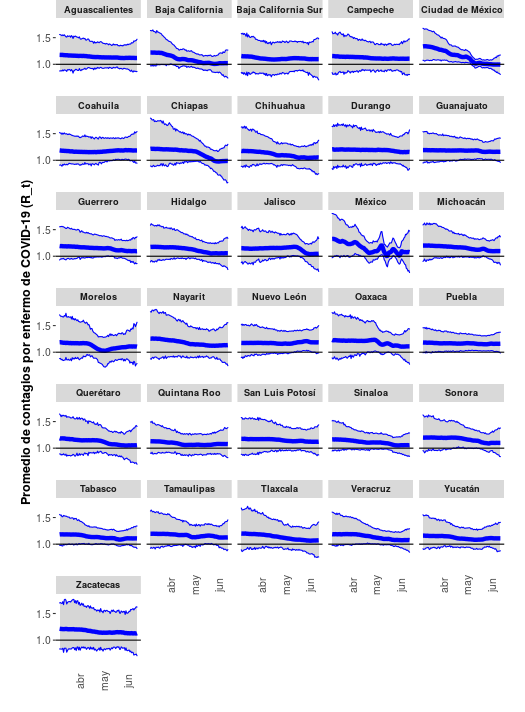 Promedio de contagios por enfermo de COVID-19 (R_t)
Aguascalientes Baja California Baja California Sur Campeche Ciudad de México
1.5
1.0
Coahuila Chiapas Chihuahua Durango Guanajuato
1.5
1.0
Guerrero Hidalgo Jalisco México Michoacán
1.5
1.0
Morelos Nayarit Nuevo León Oaxaca Puebla
1.5
1.0
Querétaro Quintana Roo San Luis Potosí Sinaloa Sonora
1.5
1.0
Tabasco Tamaulipas Tlaxcala Veracruz Yucatán
1.5
1.0
abr may jun abr may jun abr may jun abr may jun
Zacatecas
1.5
1.0
abr may jun